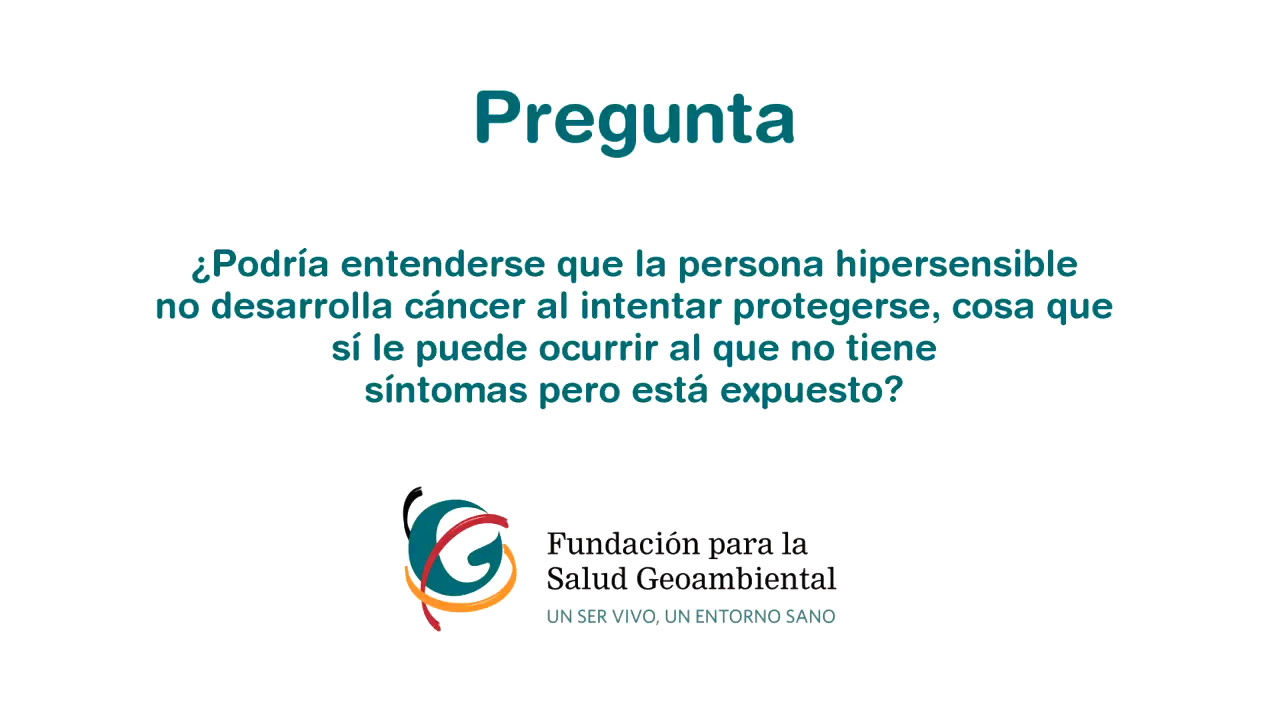 Pregunta
¿Podría entenderse que la persona hipersensible
no desarrolla cáncer al intentar protegerse, cosa que
sí le puede ocurrir al que no tiene
síntomas pero está expuesto?
Fundación para la
Salud Geoambiental
UN SER VIVO, UN ENTORNO SANO